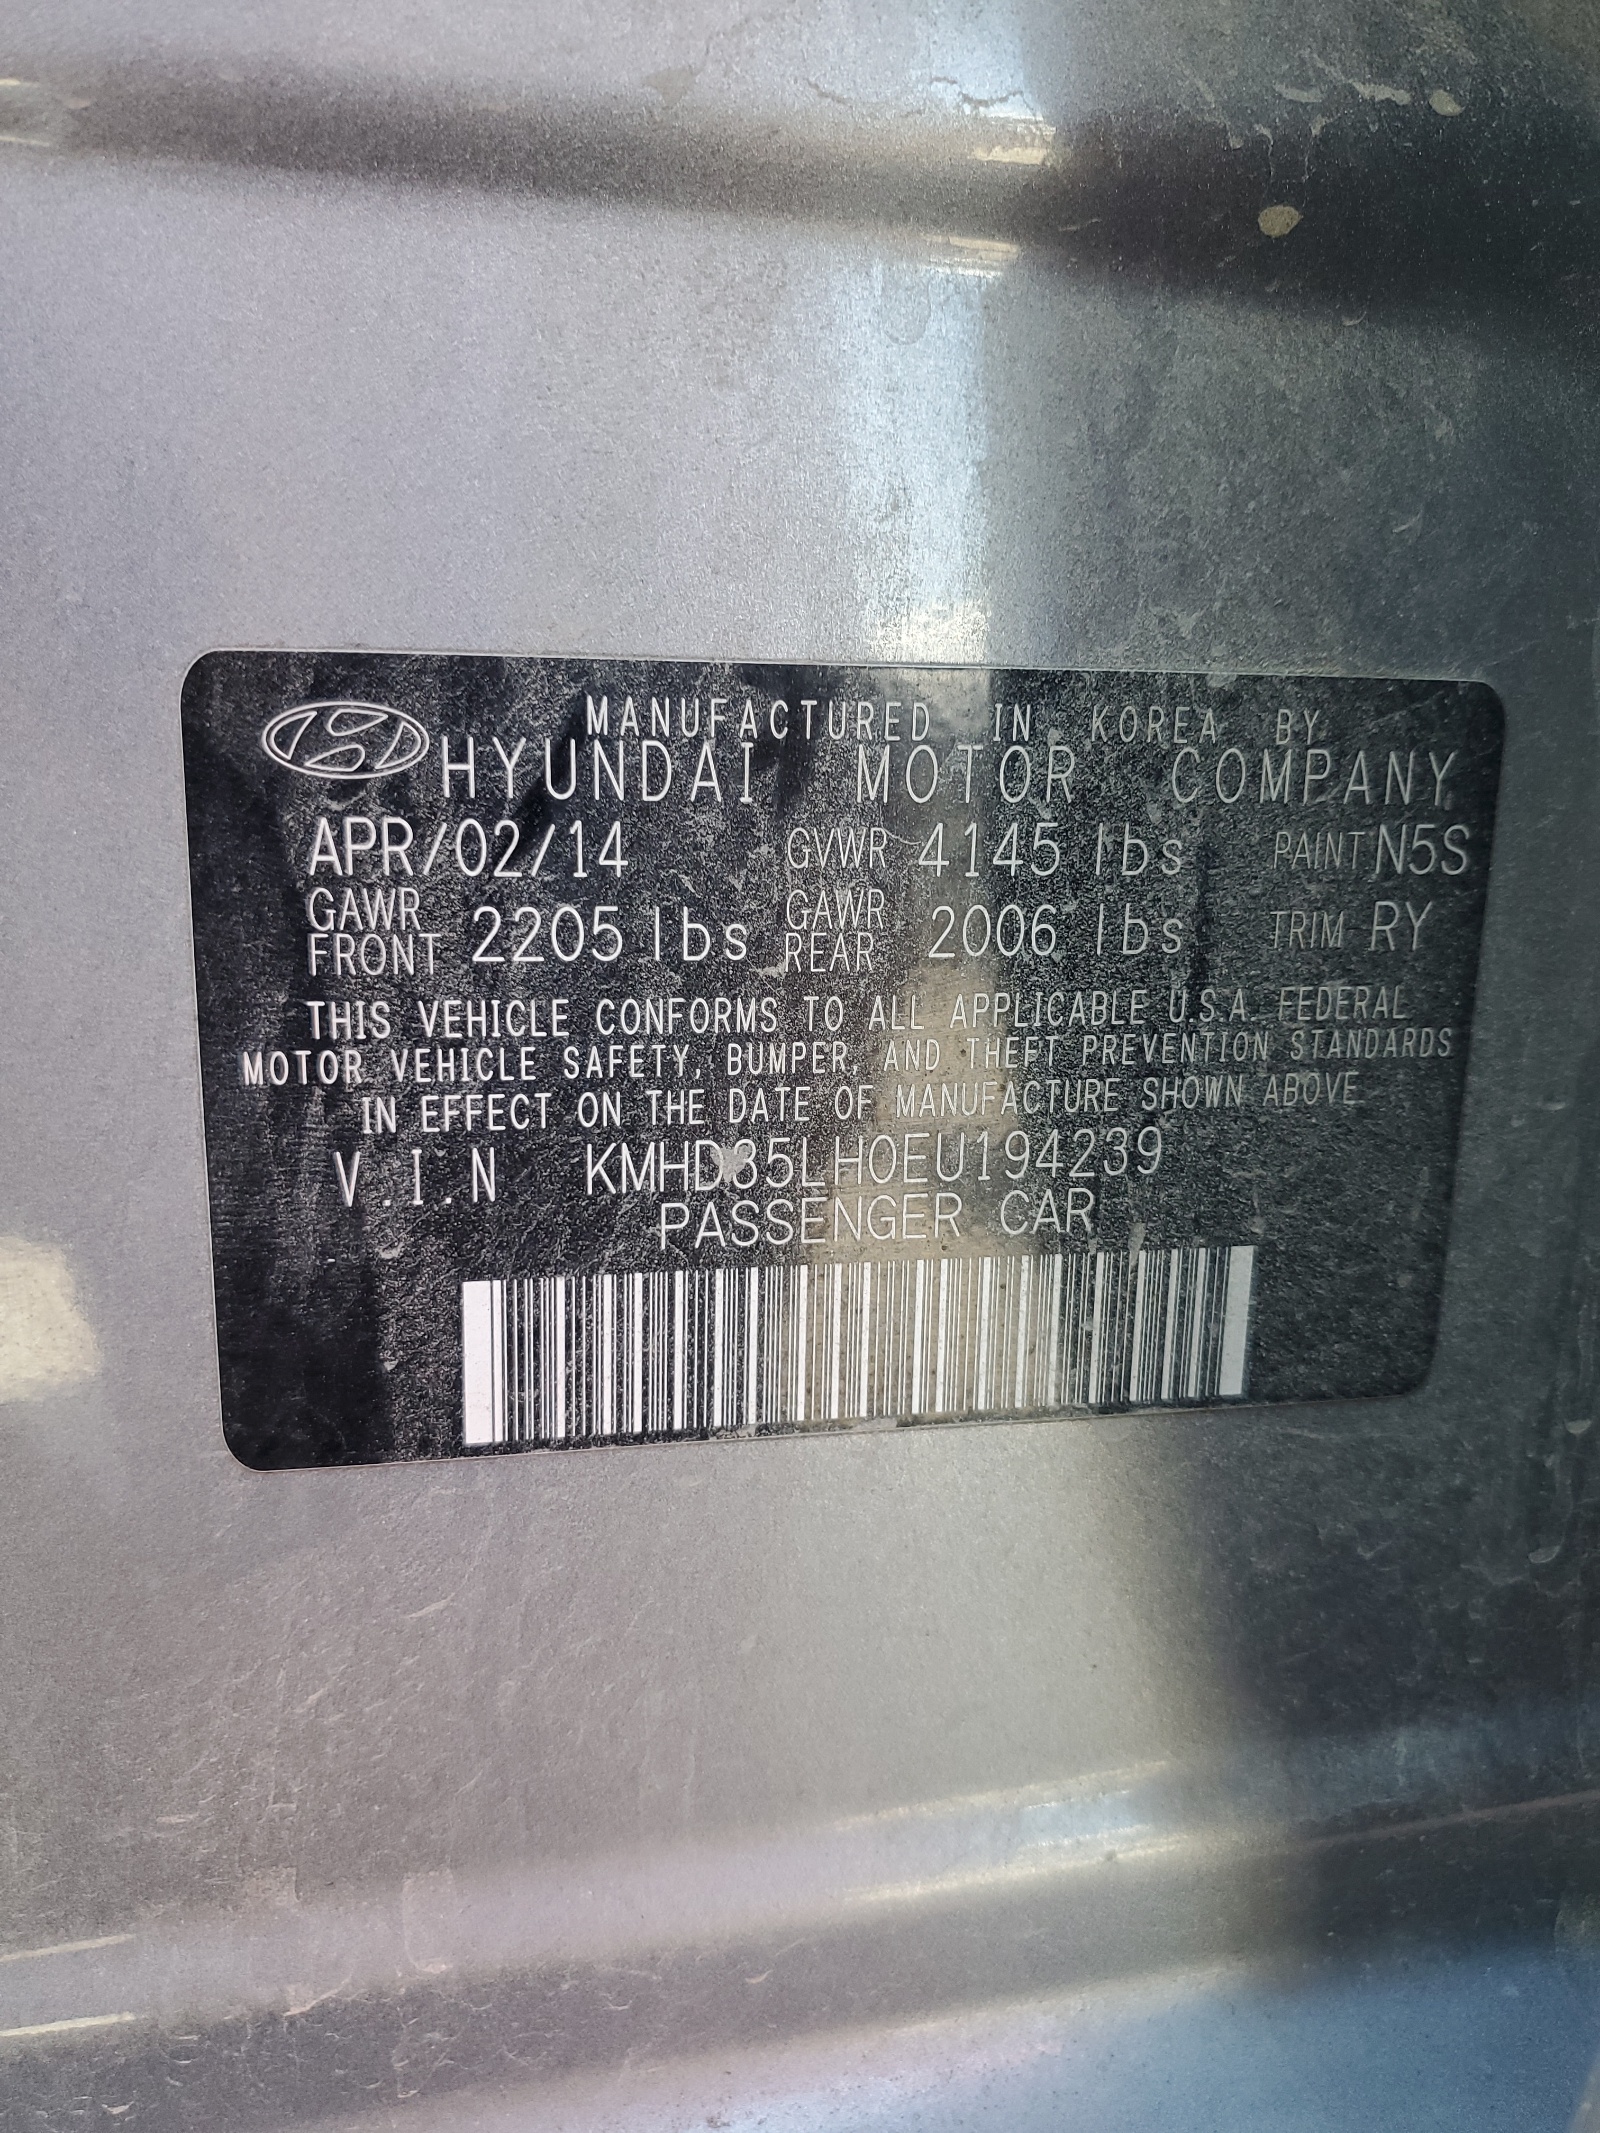 MANUFACTURED IN KOREA BY
HYUNDAI MOTOR COMPANY
APR/02/14 GVWR 4145 lbs PAINT N5S
GAWR FRONT 2205 lbs GAWR REAR 2006 lbs TRIM RY
THIS VEHICLE CONFORMS TO ALL APPLICABLE U.S.A. FEDERAL
MOTOR VEHICLE SAFETY, BUMPER, AND THEFT PREVENTION STANDARDS
IN EFFECT ON THE DATE OF MANUFACTURE SHOWN ABOVE
V.I.N KMHD35LH0EU194239
PASSENGER CAR